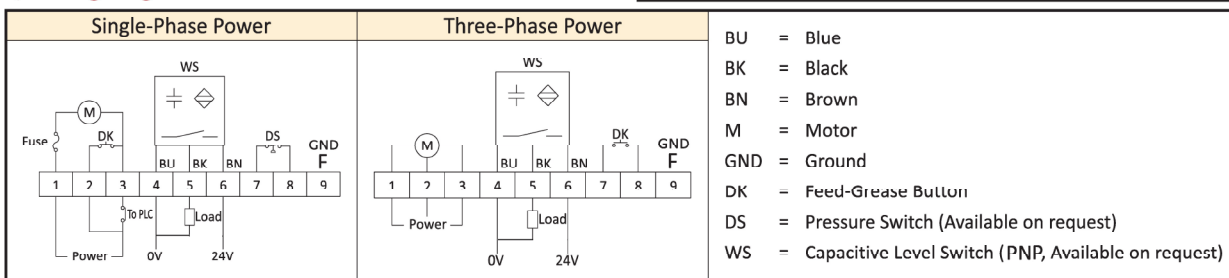 Single-Phase Power
WS
M
Fuse
DK
DS
GND
F
BU BK BN
1 2 3 4 5 6 7 8 9
To PLC
Load
Power
0V 24V
Three-Phase Power
WS
M
DK
GND
F
BU BK BN
1 2 3 4 5 6 7 8 9
Power
Load
0V 24V
BU = Blue
BK = Black
BN = Brown
M = Motor
GND = Ground
DK = Feed-Grease Button
DS = Pressure Switch (Available on request)
WS = Capacitive Level Switch (PNP, Available on request)